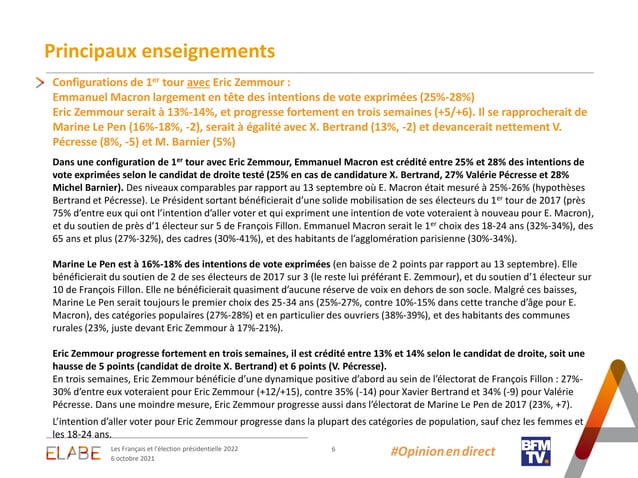 Principaux enseignements
Configurations de 1er tour avec Eric Zemmour :
Emmanuel Macron largement en tête des intentions de vote exprimées (25%-28%)
Eric Zemmour serait à 13%-14%, et progresse fortement en trois semaines (+5/+6). Il se rapprocherait de
Marine Le Pen (16%-18%, -2), serait à égalité avec X. Bertrand (13%, -2) et devancerait nettement V.
Pécresse (8%, -5) et M. Barnier (5%)
Dans une configuration de 1er tour avec Eric Zemmour, Emmanuel Macron est crédité entre 25% et 28% des intentions de
vote exprimées selon le candidat de droite testé (25% en cas de candidature X. Bertrand, 27% Valérie Pécresse et 28%
Michel Barnier). Des niveaux comparables par rapport au 13 septembre où E. Macron était mesuré à 25%-26% (hypothèses
Bertrand et Pécresse). Le Président sortant bénéficierait d'une solide mobilisation de ses électeurs du 1er tour de 2017 (près
75% d'entre eux qui ont l'intention d'aller voter et qui expriment une intention de vote voteraient à nouveau pour E. Macron),
et du soutien de près d'1 électeur sur 5 de François Fillon. Emmanuel Macron serait le 1er choix des 18-24 ans (32%-34%), des
65 ans et plus (27%-32%), des cadres (30%-41%), et des habitants de l'agglomération parisienne (30%-34%).
Marine Le Pen est à 16%-18% des intentions de vote exprimées (en baisse de 2 points par rapport au 13 septembre). Elle
bénéficierait du soutien de 2 de ses électeurs de 2017 sur 3 (le reste lui préférant E. Zemmour), et du soutien d'1 électeur sur
10 de François Fillon. Elle ne bénéficierait quasiment d'aucune réserve de voix en dehors de son socle. Malgré ces baisses,
Marine Le Pen serait toujours le premier choix des 25-34 ans (25%-27%, contre 10%-15% dans cette tranche d'âge pour E.
Macron), des catégories populaires (27%-28%) et en particulier des ouvriers (38%-39%), et des habitants des communes
rurales (23%, juste devant Eric Zemmour à 17%-21%).
Eric Zemmour progresse fortement en trois semaines, il est crédité entre 13% et 14% selon le candidat de droite, soit une
hausse de 5 points (candidat de droite X. Bertrand) et 6 points (V. Pécresse).
En trois semaines, Eric Zemmour bénéficie d'une dynamique positive d'abord au sein de l'électorat de François Fillon : 27%-
30% d'entre eux voteraient pour Eric Zemmour (+12/+15), contre 35% (-14) pour Xavier Bertrand et 34% (-9) pour Valérie
Pécresse. Dans une moindre mesure, Eric Zemmour progresse aussi dans l'électorat de Marine Le Pen de 2017 (23%, +7).
L'intention d'aller voter pour Eric Zemmour progresse dans la plupart des catégories de population, sauf chez les femmes et
les 18-24 ans.
ELABE
Les Français et l'élection présidentielle 2022
6 octobre 2021
6
#Opinion en direct
BFM
TV.